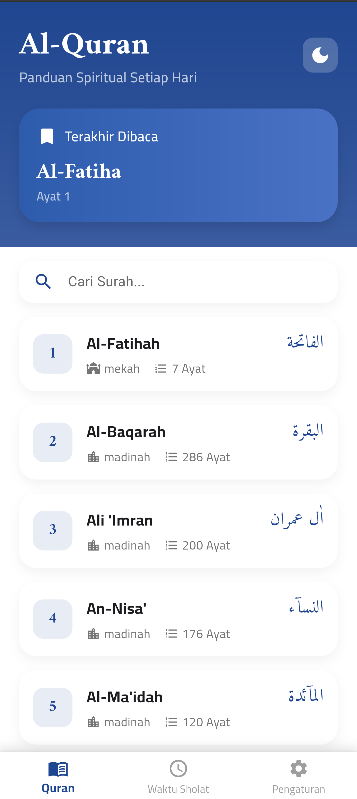 Al-Quran
Panduan Spiritual Setiap Hari
Terakhir Dibaca
Al-Fatiha
Ayat 1
Cari Surah...
1
Al-Fatihah
الفاتحة
mekah
7 Ayat
2
Al-Baqarah
البقرة
madinah
286 Ayat
3
Ali 'Imran
اٰل عمران
madinah
200 Ayat
4
An-Nisa'
النسآء
madinah
176 Ayat
5
Al-Ma'idah
المآئدة
madinah
120 Ayat
Quran
Waktu Sholat
Pengaturan